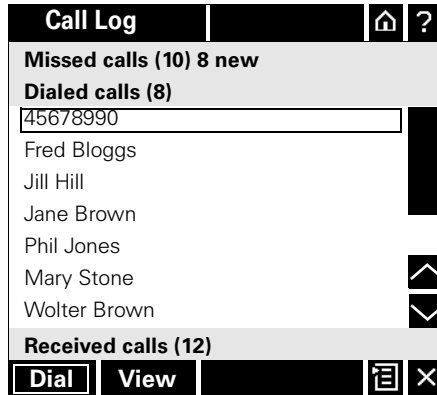 Call Log ?
Missed calls (10) 8 new
Dialed calls (8)
45678990
Fred Bloggs
Jill Hill
Jane Brown
Phil Jones
Mary Stone
Wolter Brown
Received calls (12)
Dial View